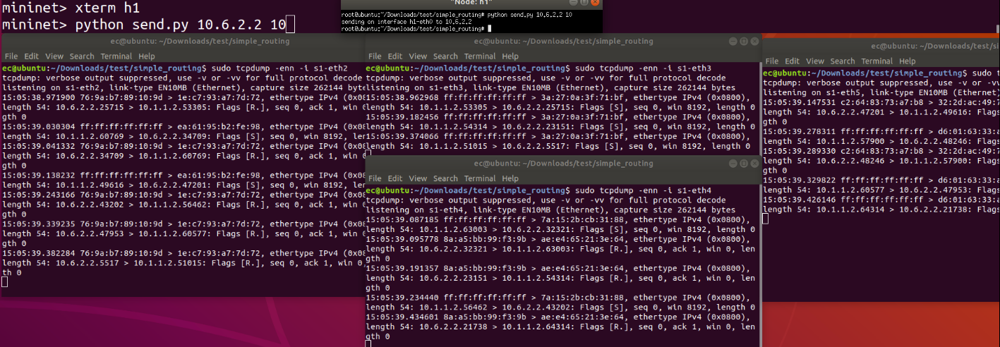 mininet> xterm h1
mininet> python send.py 10.6.2.2 10
"Node: h1"
root@ubuntu:~/Downloads/test/simple_routing# python send.py 10.6.2.2 10
sending on interface h1-eth0 to 10.6.2.2
root@ubuntu:~/Downloads/test/simple_routing#
ec@ubuntu: ~/Downloads/test/simple_routing
File Edit View Search Terminal Help
ec@ubuntu:~/Downloads/test/simple_routing$ sudo tcpdump -enn -i s1-eth2
tcpdump: verbose output suppressed, use -v or -vv for full protocol decode
listening on s1-eth2, link-type EN10MB (Ethernet), capture size 262144 byte
15:05:38.971900 76:9a:b7:89:10:9d > 1e:c7:93:a7:7d:72, ethertype IPv4 (0x08
length 54: 10.6.2.2.25715 > 10.1.1.2.53305: Flags [R.], seq 0, ack 1, win 0
gth 0
15:05:39.030304 ff:ff:ff:ff:ff:ff > ea:61:95:b2:fe:98, ethertype IPv4 (0x08
length 54: 10.1.1.2.60769 > 10.6.2.2.34709: Flags [S], seq 0, win 8192, len
15:05:39.041332 76:9a:b7:89:10:9d > 1e:c7:93:a7:7d:72, ethertype IPv4 (0x08
length 54: 10.6.2.2.34709 > 10.1.1.2.60769: Flags [R.], seq 0, ack 1, win 0
gth 0
15:05:39.138232 ff:ff:ff:ff:ff:ff > ea:61:95:b2:fe:98, ethertype IPv4 (0x08
length 54: 10.1.1.2.49616 > 10.6.2.2.47201: Flags [S], seq 0, win 8192, len
15:05:39.243166 76:9a:b7:89:10:9d > 1e:c7:93:a7:7d:72, ethertype IPv4 (0x08
length 54: 10.6.2.2.43202 > 10.1.1.2.56462: Flags [R.], seq 0, ack 1, win 0
gth 0
15:05:39.339235 76:9a:b7:89:10:9d > 1e:c7:93:a7:7d:72, ethertype IPv4 (0x08
length 54: 10.6.2.2.47953 > 10.1.1.2.60577: Flags [R.], seq 0, ack 1, win 0
gth 0
15:05:39.382284 76:9a:b7:89:10:9d > 1e:c7:93:a7:7d:72, ethertype IPv4 (0x08
length 54: 10.6.2.2.5517 > 10.1.1.2.51015: Flags [R.], seq 0, ack 1, win 0,
th 0
ec@ubuntu: ~/Downloads/test/simple_routing
File Edit View Search Terminal Help
ec@ubuntu:~/Downloads/test/simple_routing$ sudo tcpdump -enn -i s1-eth3
tcpdump: verbose output suppressed, use -v or -vv for full protocol decode
listening on s1-eth3, link-type EN10MB (Ethernet), capture size 262144 bytes
15:05:38.962968 ff:ff:ff:ff:ff:ff > 3a:27:0a:3f:71:bf, ethertype IPv4 (0x0800),
length 54: 10.1.1.2.53305 > 10.6.2.2.25715: Flags [S], seq 0, win 8192, length 0
15:05:39.182456 ff:ff:ff:ff:ff:ff > 3a:27:0a:3f:71:bf, ethertype IPv4 (0x0800),
length 54: 10.1.1.2.54314 > 10.6.2.2.23151: Flags [S], seq 0, win 8192, length 0
15:05:39.374066 ff:ff:ff:ff:ff:ff > 3a:27:0a:3f:71:bf, ethertype IPv4 (0x0800),
length 54: 10.1.1.2.51015 > 10.6.2.2.5517: Flags [S], seq 0, win 8192, length 0
ec@ubuntu: ~/Downloads/test/simple_routing
File Edit View Search Terminal Help
ec@ubuntu:~/Downloads/test/simple_routing$ sudo tcpdump -enn -i s1-eth4
tcpdump: verbose output suppressed, use -v or -vv for full protocol decode
listening on s1-eth4, link-type EN10MB (Ethernet), capture size 262144 bytes
15:05:39.087185 ff:ff:ff:ff:ff:ff > 7a:15:2b:cb:31:88, ethertype IPv4 (0x0800),
length 54: 10.1.1.2.63003 > 10.6.2.2.32321: Flags [S], seq 0, win 8192, length 0
15:05:39.095778 8a:a5:bb:99:f3:9b > ae:e4:65:21:3e:64, ethertype IPv4 (0x0800),
length 54: 10.6.2.2.32321 > 10.1.1.2.63003: Flags [R.], seq 0, ack 1, win 0, len
gth 0
15:05:39.191357 8a:a5:bb:99:f3:9b > ae:e4:65:21:3e:64, ethertype IPv4 (0x0800),
length 54: 10.6.2.2.23151 > 10.1.1.2.54314: Flags [R.], seq 0, ack 1, win 0, len
gth 0
15:05:39.234440 ff:ff:ff:ff:ff:ff > 7a:15:2b:cb:31:88, ethertype IPv4 (0x0800),
length 54: 10.1.1.2.56462 > 10.6.2.2.43202: Flags [S], seq 0, win 8192, length 0
15:05:39.434601 8a:a5:bb:99:f3:9b > ae:e4:65:21:3e:64, ethertype IPv4 (0x0800),
length 54: 10.6.2.2.21738 > 10.1.1.2.64314: Flags [R.], seq 0, ack 1, win 0, len
gth 0
ec@ubuntu: ~/Downloads/test/si
File Edit View Search Terminal Help
ec@ubuntu:~/Downloads/test/simple_routing$ sudo t
tcpdump: verbose output suppressed, use -v or -vv
listening on s1-eth5, link-type EN10MB (Ethernet)
15:05:39.147531 c2:64:83:73:a7:b8 > 32:2d:ac:49:7
length 54: 10.6.2.2.47201 > 10.1.1.2.49616: Flags
gth 0
15:05:39.278311 ff:ff:ff:ff:ff:ff > d6:01:63:33:a
length 54: 10.1.1.2.57900 > 10.6.2.2.48246: Flags
15:05:39.289330 c2:64:83:73:a7:b8 > 32:2d:ac:49:7
length 54: 10.6.2.2.48246 > 10.1.1.2.57900: Flags
gth 0
15:05:39.329822 ff:ff:ff:ff:ff:ff > d6:01:63:33:a
length 54: 10.1.1.2.60577 > 10.6.2.2.47953: Flags
15:05:39.426146 ff:ff:ff:ff:ff:ff > d6:01:63:33:a
length 54: 10.1.1.2.64314 > 10.6.2.2.21738: Flags